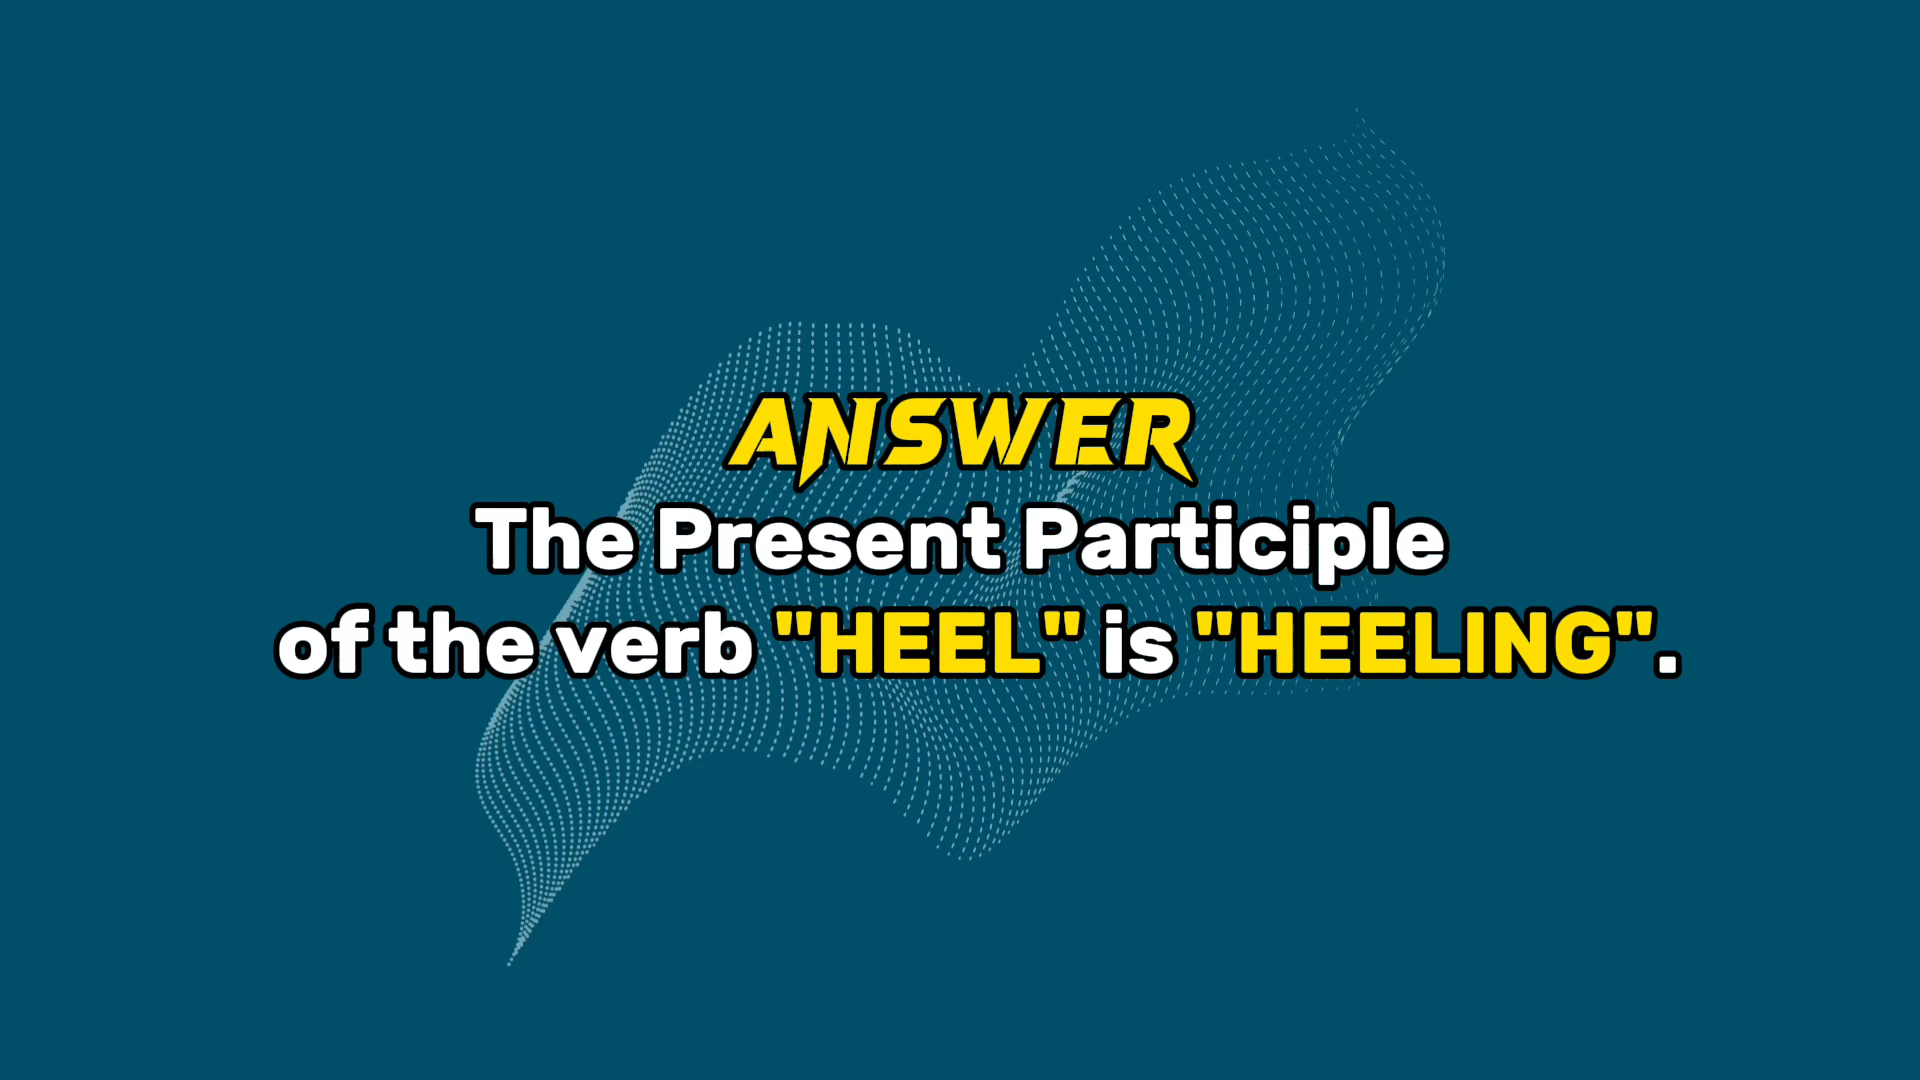 ANSWER
The Present Participle
of the verb "HEEL" is "HEELING".